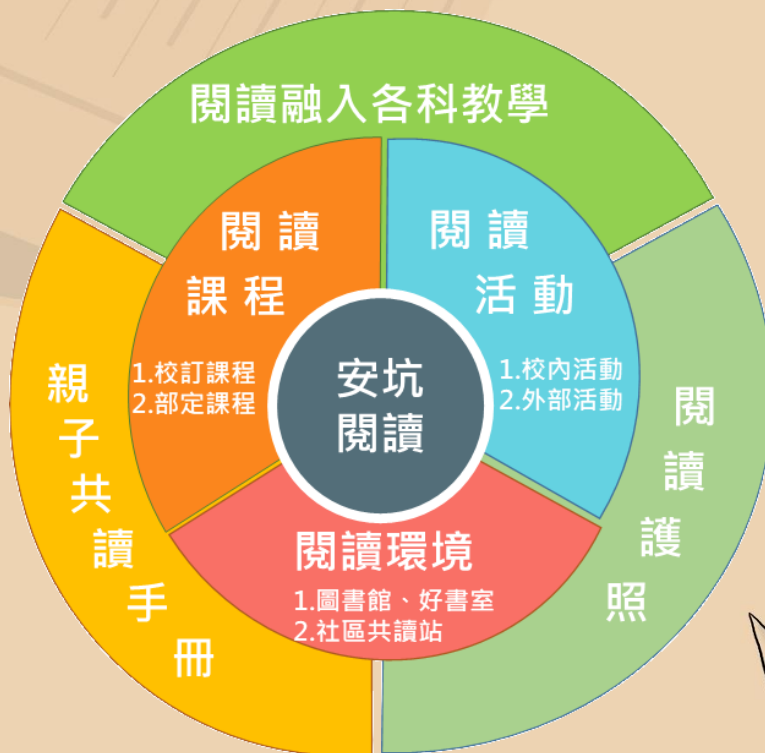 閱讀融入各科教學
閱讀
課程
1.校訂課程
2.部定課程
閱讀
活動
1.校內活動
2.外部活動
安坑
閱讀
閱讀環境
1.圖書館、好書室
2.社區共讀站
親子共讀手冊
閱讀護照